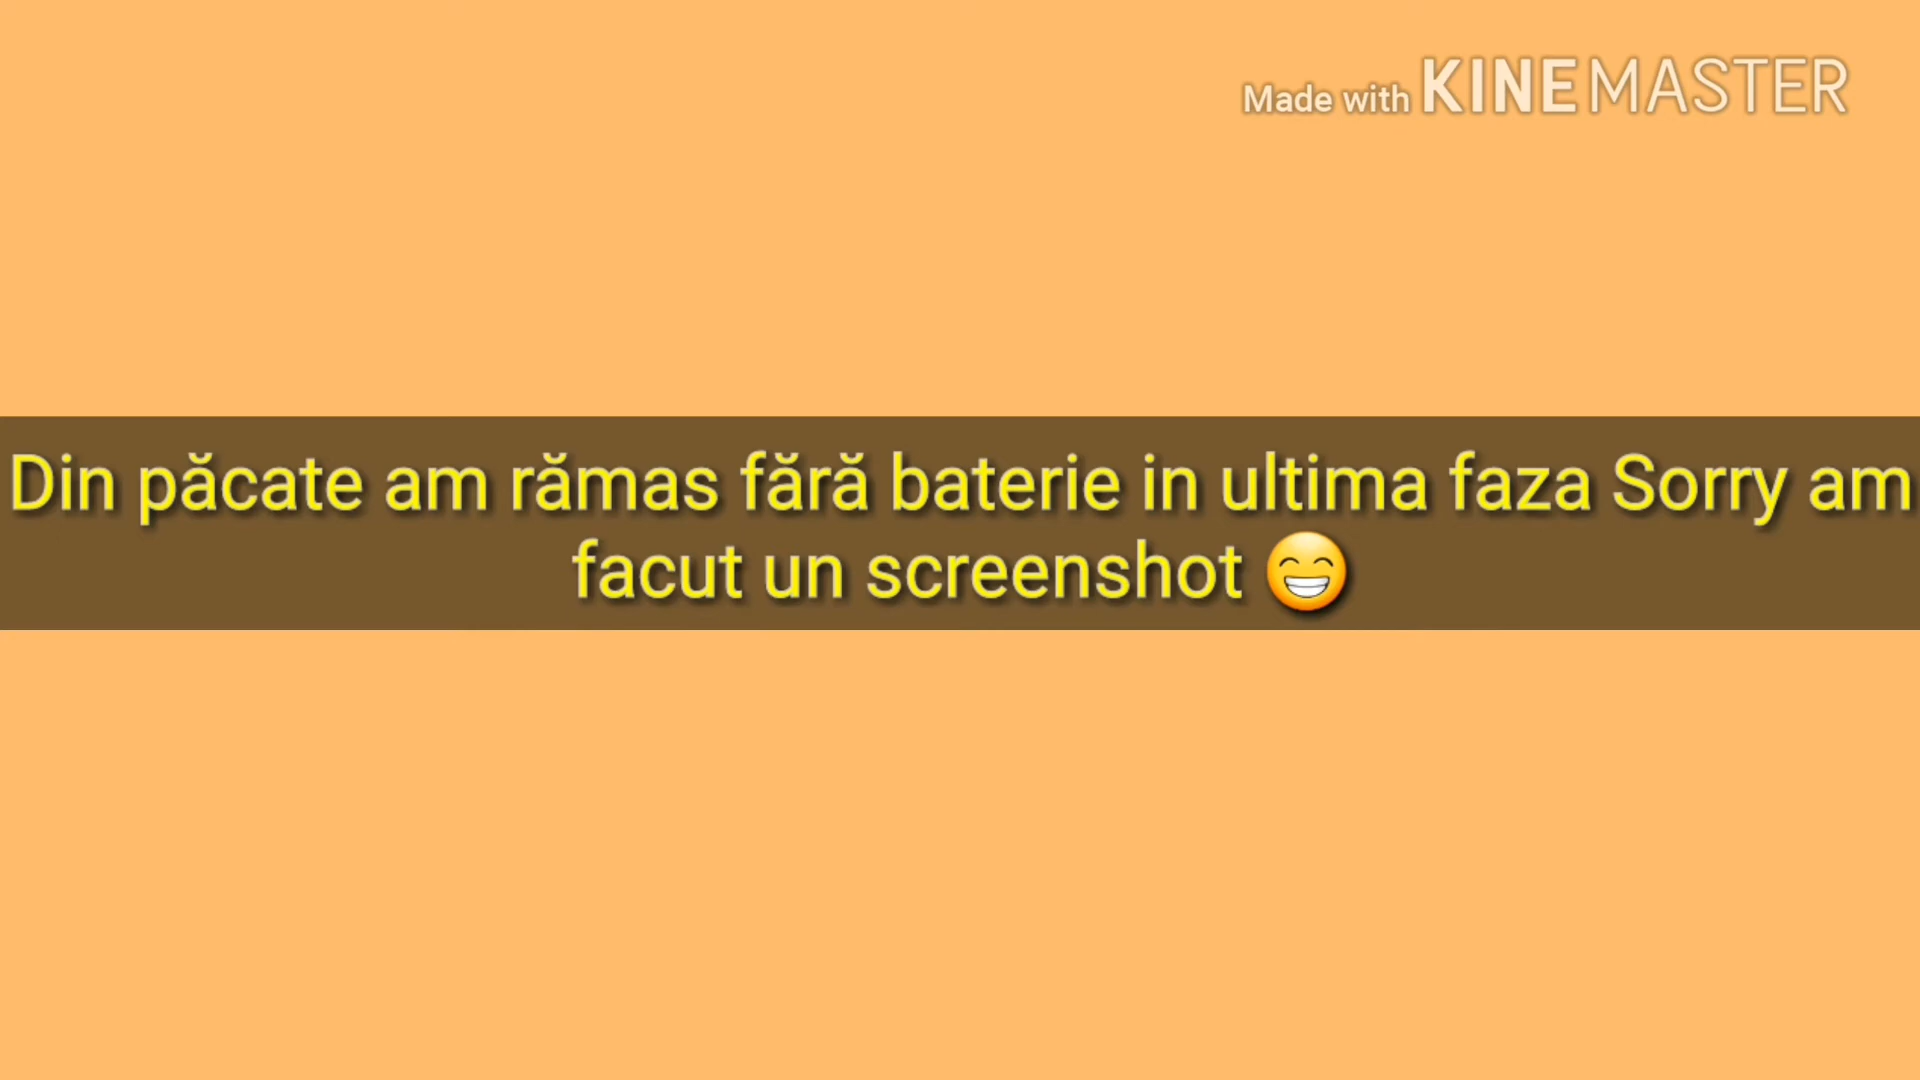 Made with KINEMASTER
Din păcate am rămas fără baterie in ultima faza Sorry am
facut un screenshot 😁